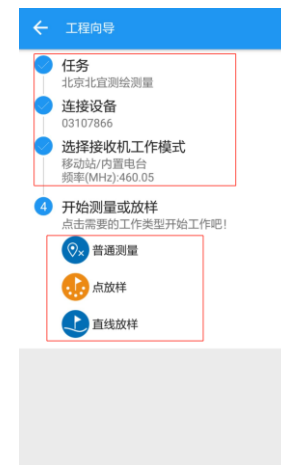 工程向导
任务
北京北宜测绘测量
连接设备
03107866
选择接收机工作模式
移动站/内置电台
频率(MHz):460.05
4 开始测量或放样
点击需要的工作类型开始工作吧!
普通测量
点放样
直线放样